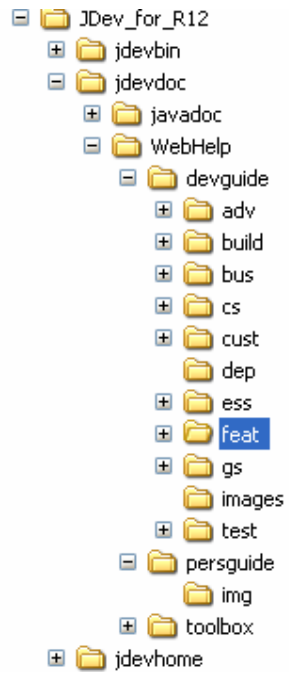 JDev_for_R12
jdevbin
jdevdoc
javadoc
WebHelp
devguide
adv
build
bus
cs
cust
dep
ess
feat
gs
images
test
persguide
img
toolbox
jdevhome